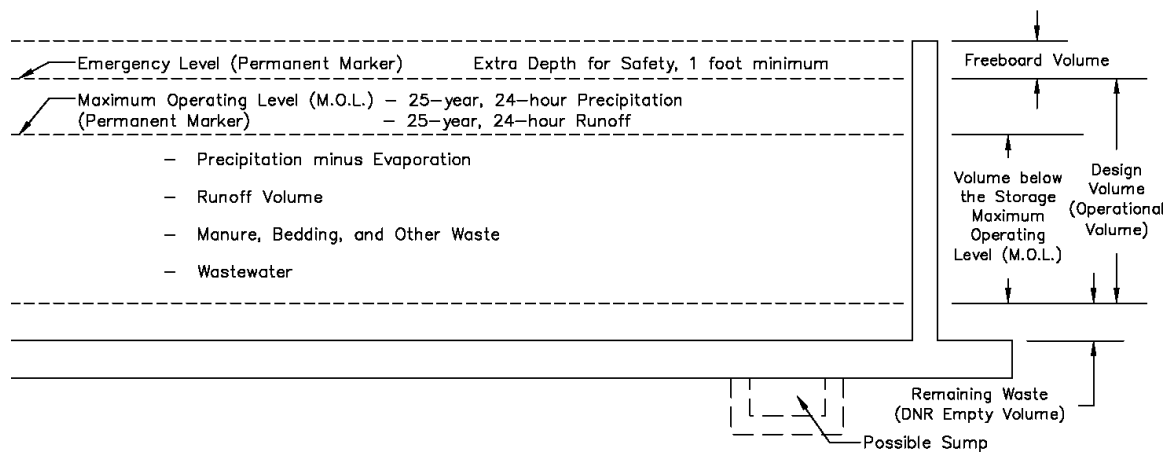 Emergency Level (Permanent Marker) Extra Depth for Safety, 1 foot minimum
Freeboard Volume
Maximum Operating Level (M.O.L.) – 25–year, 24–hour Precipitation
(Permanent Marker) – 25–year, 24–hour Runoff
– Precipitation minus Evaporation
– Runoff Volume
– Manure, Bedding, and Other Waste
– Wastewater
Volume below
the Storage
Maximum
Operating
Level (M.O.L.)
Design
Volume
(Operational
Volume)
Remaining Waste
(DNR Empty Volume)
Possible Sump